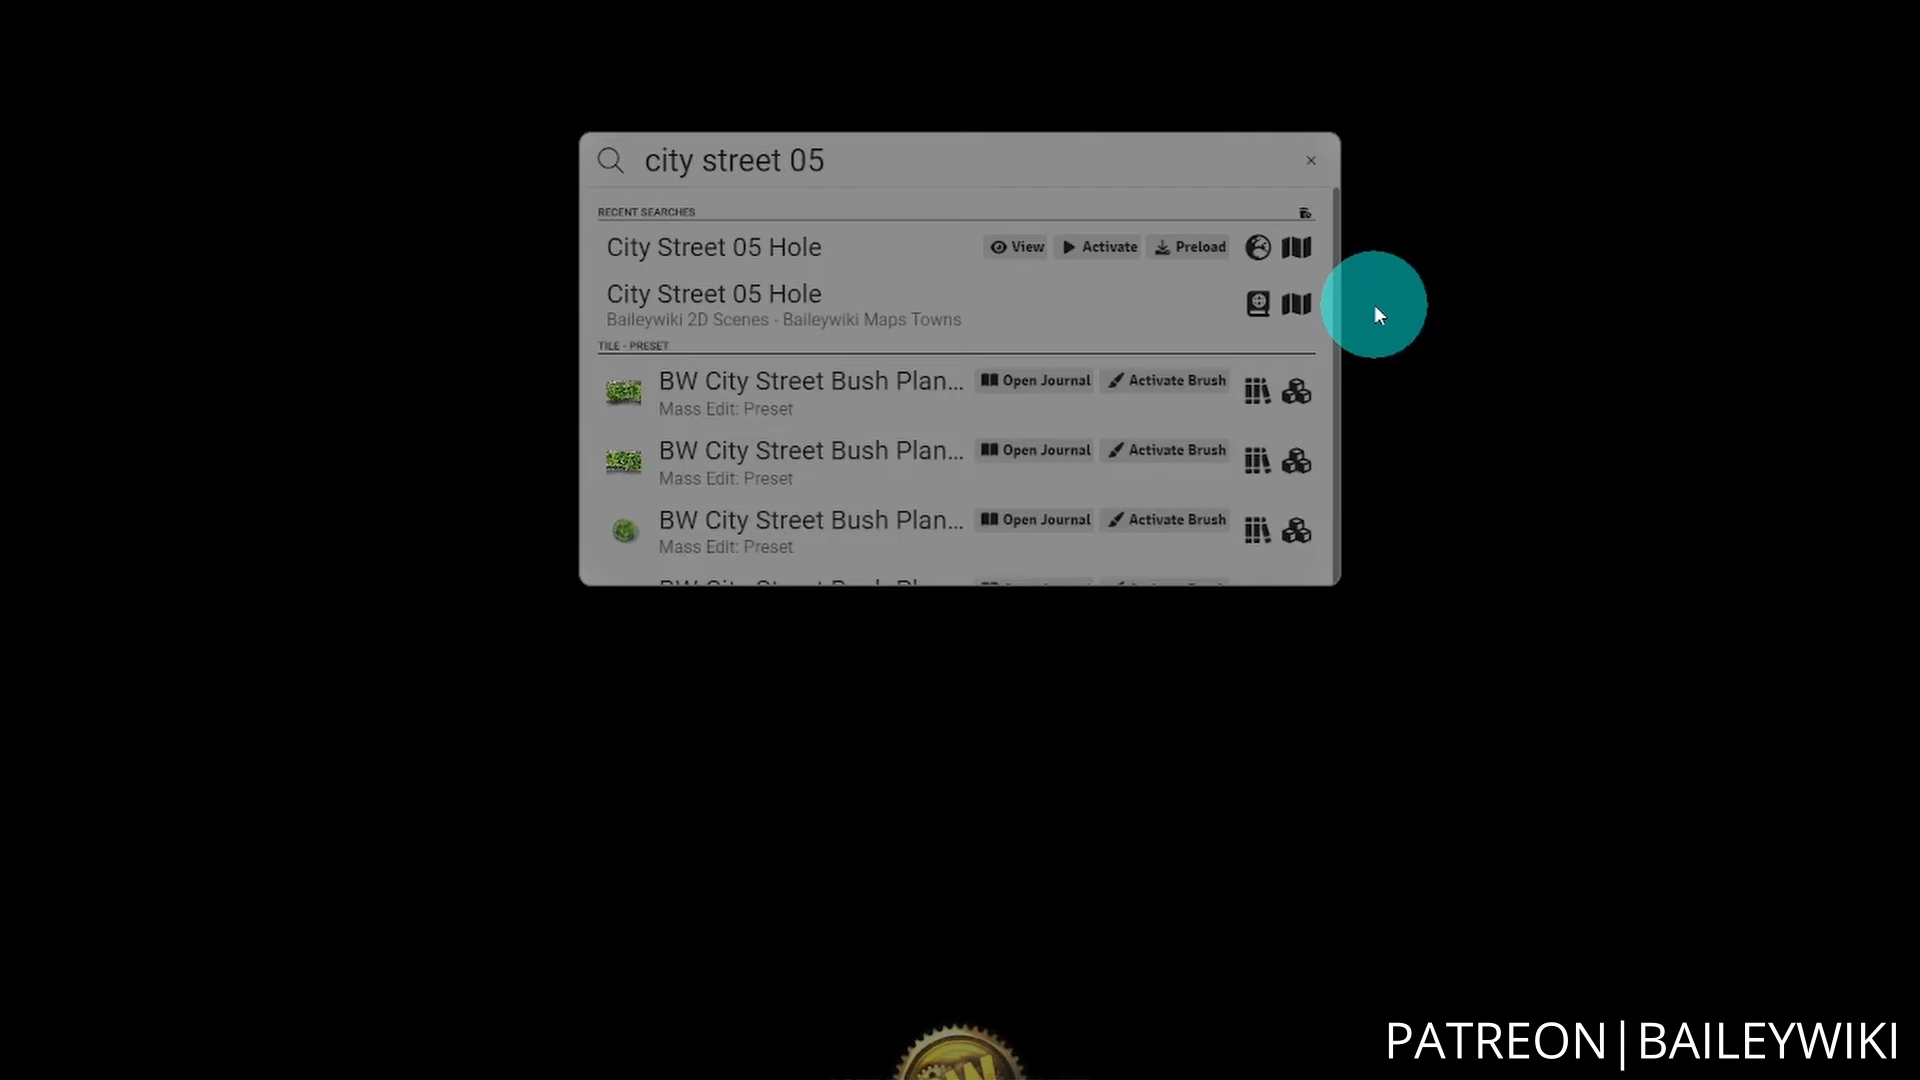 city street 05
RECENT SEARCHES
City Street 05 Hole
View
Activate
Preload
City Street 05 Hole
Baileywiki 2D Scenes - Baileywiki Maps Towns
TILE - PRESET
BW City Street Bush Plan...
Open Journal
Activate Brush
Mass Edit: Preset
BW City Street Bush Plan...
Open Journal
Activate Brush
Mass Edit: Preset
BW City Street Bush Plan...
Open Journal
Activate Brush
Mass Edit: Preset
PATREON|BAILEYWIKI